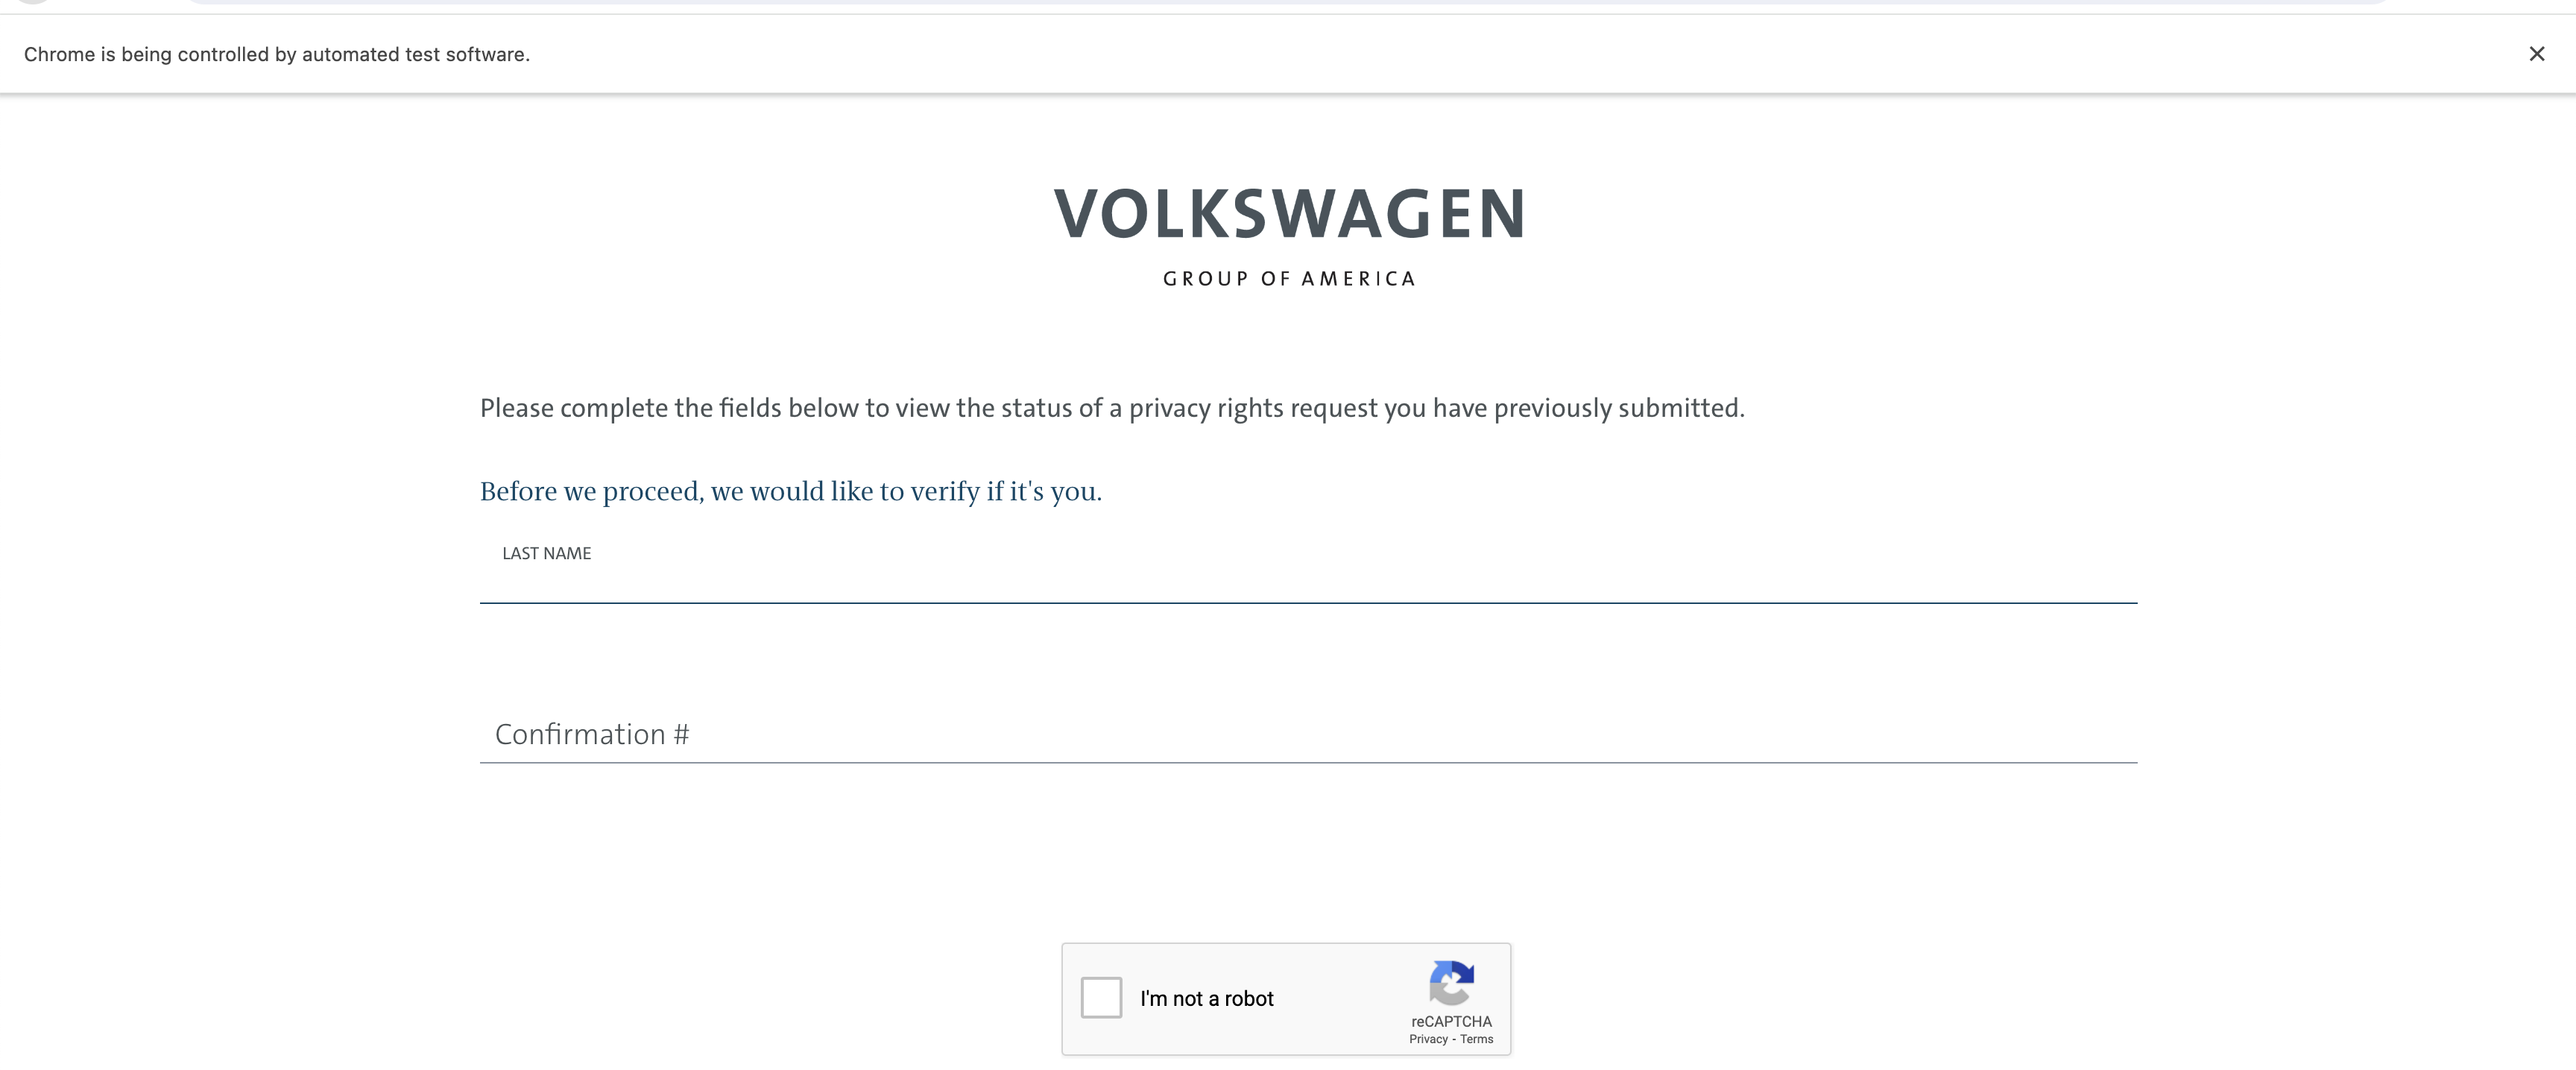 Chrome is being controlled by automated test software.
VOLKSWAGEN
GROUP OF AMERICA
Please complete the fields below to view the status of a privacy rights request you have previously submitted.
Before we proceed, we would like to verify if it's you.
LAST NAME
Confirmation #
I'm not a robot
reCAPTCHA
Privacy - Terms